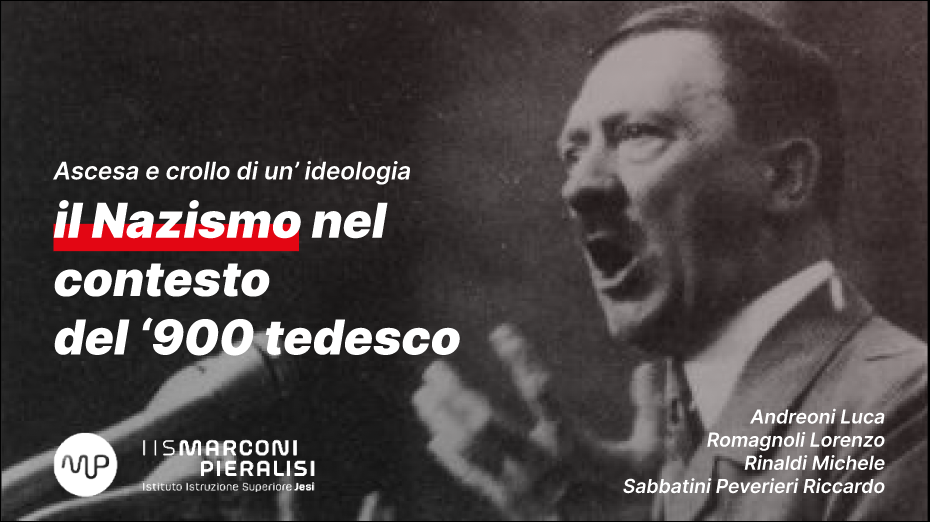 Ascesa e crollo di un’ ideologia
il Nazismo nel
contesto
del ‘900 tedesco
MP
IISMARCONI
PIERALISI
Istituto Istruzione Superiore Jesi
Andreoni Luca
Romagnoli Lorenzo
Rinaldi Michele
Sabbatini Peverieri Riccardo